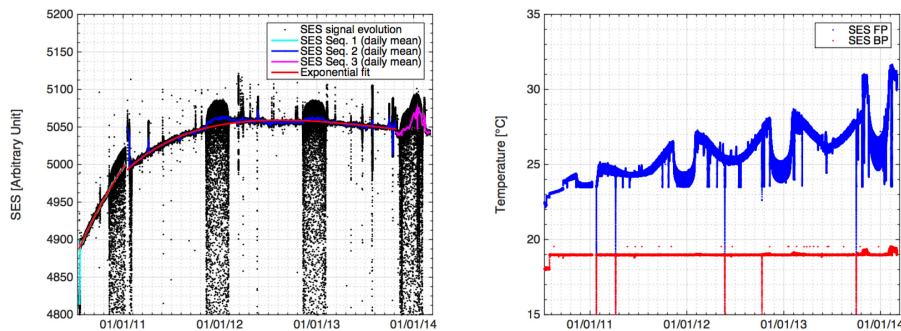 5200
5150
5100
5050
5000
4950
4900
4850
4800
SES [Arbitrary Unit]
SES signal evolution
SES Seq. 1 (daily mean)
SES Seq. 2 (daily mean)
SES Seq. 3 (daily mean)
Exponential fit
01/01/11 01/01/12 01/01/13 01/01/14
35
30
25
20
15
Temperature [°C]
SES FP
SES BP
01/01/11 01/01/12 01/01/13 01/01/14